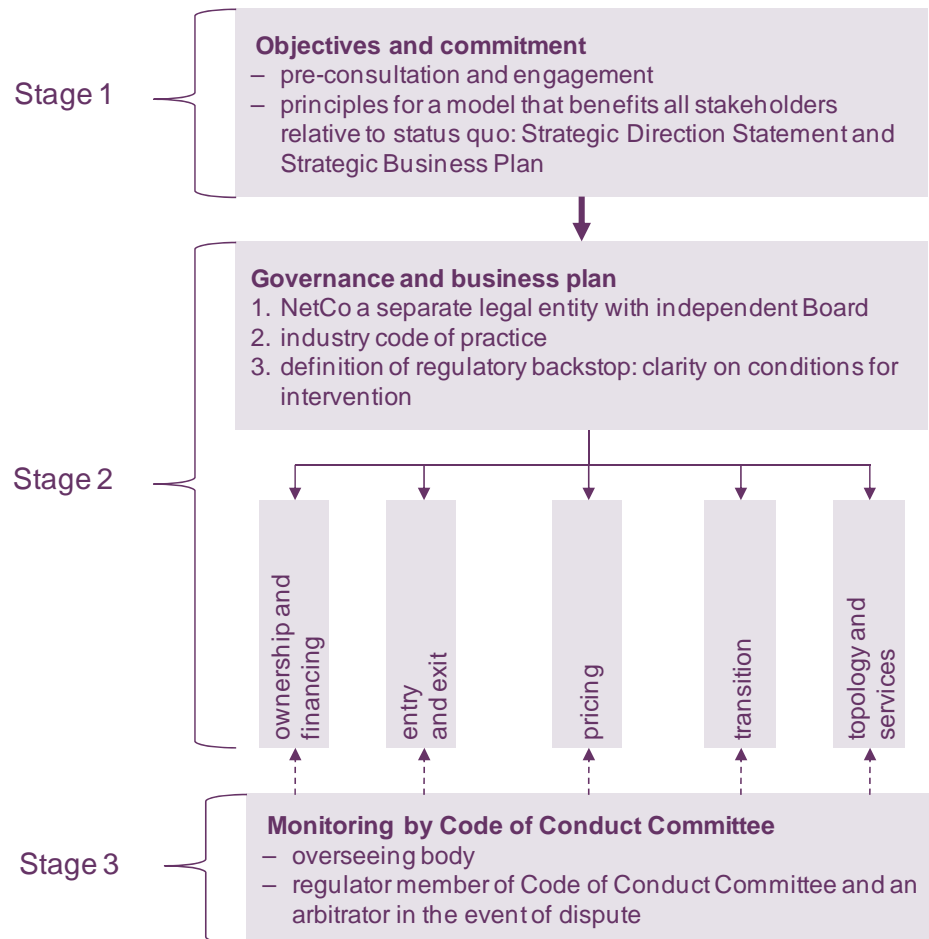 Stage 1
Objectives and commitment
– pre-consultation and engagement
– principles for a model that benefits all stakeholders
relative to status quo: Strategic Direction Statement and
Strategic Business Plan
Stage 2
Governance and business plan
1. NetCo a separate legal entity with independent Board
2. industry code of practice
3. definition of regulatory backstop: clarity on conditions for
intervention
ownership and
financing
entry
and exit
pricing
transition
topology and
services
Stage 3
Monitoring by Code of Conduct Committee
– overseeing body
– regulator member of Code of Conduct Committee and an
arbitrator in the event of dispute